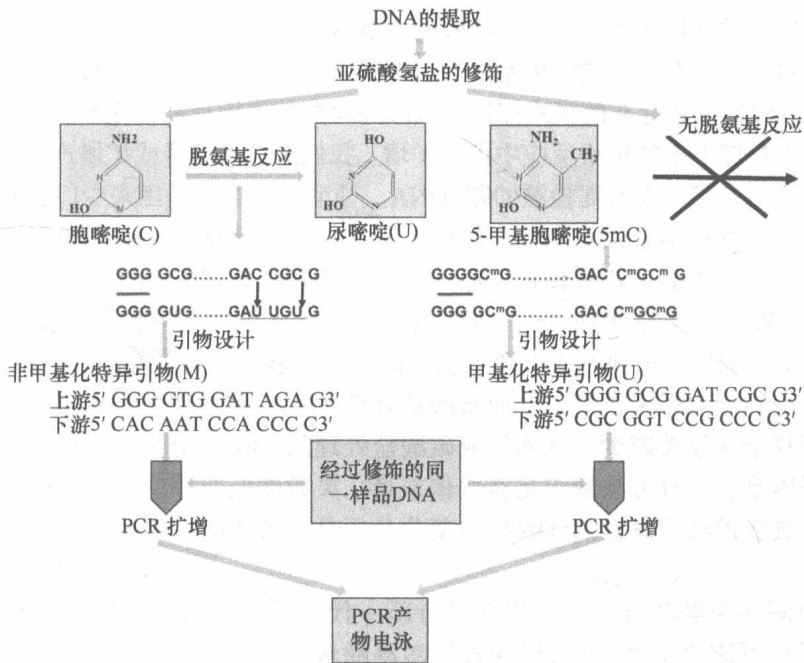 DNA的提取
亚硫酸氢盐的修饰
无脱氨基反应
NH2
N
HO
N
胞嘧啶(C)
脱氨基反应
HO
N
HO
N
尿嘧啶(U)
NH2
CH2
N
HO
N
5-甲基胞嘧啶(5mC)
GGG GCG.......GAC CGC G
GGG GUG.......GAU UGU G
GGGGCᵐG............. GAC CᵐGCᵐ G
GGG GCᵐG............. .GAC CᵐGCᵐG
引物设计
引物设计
非甲基化特异引物(M)
上游5′ GGG GTG GAT AGA G3′
下游5′ CAC AAT CCA CCC C3′
甲基化特异引物(U)
上游5′ GGG GCG GAT CGC G3′
下游5′ CGC GGT CCG CCC C3′
经过修饰的同
一样品DNA
PCR 扩增
PCR 扩增
PCR产
物电泳